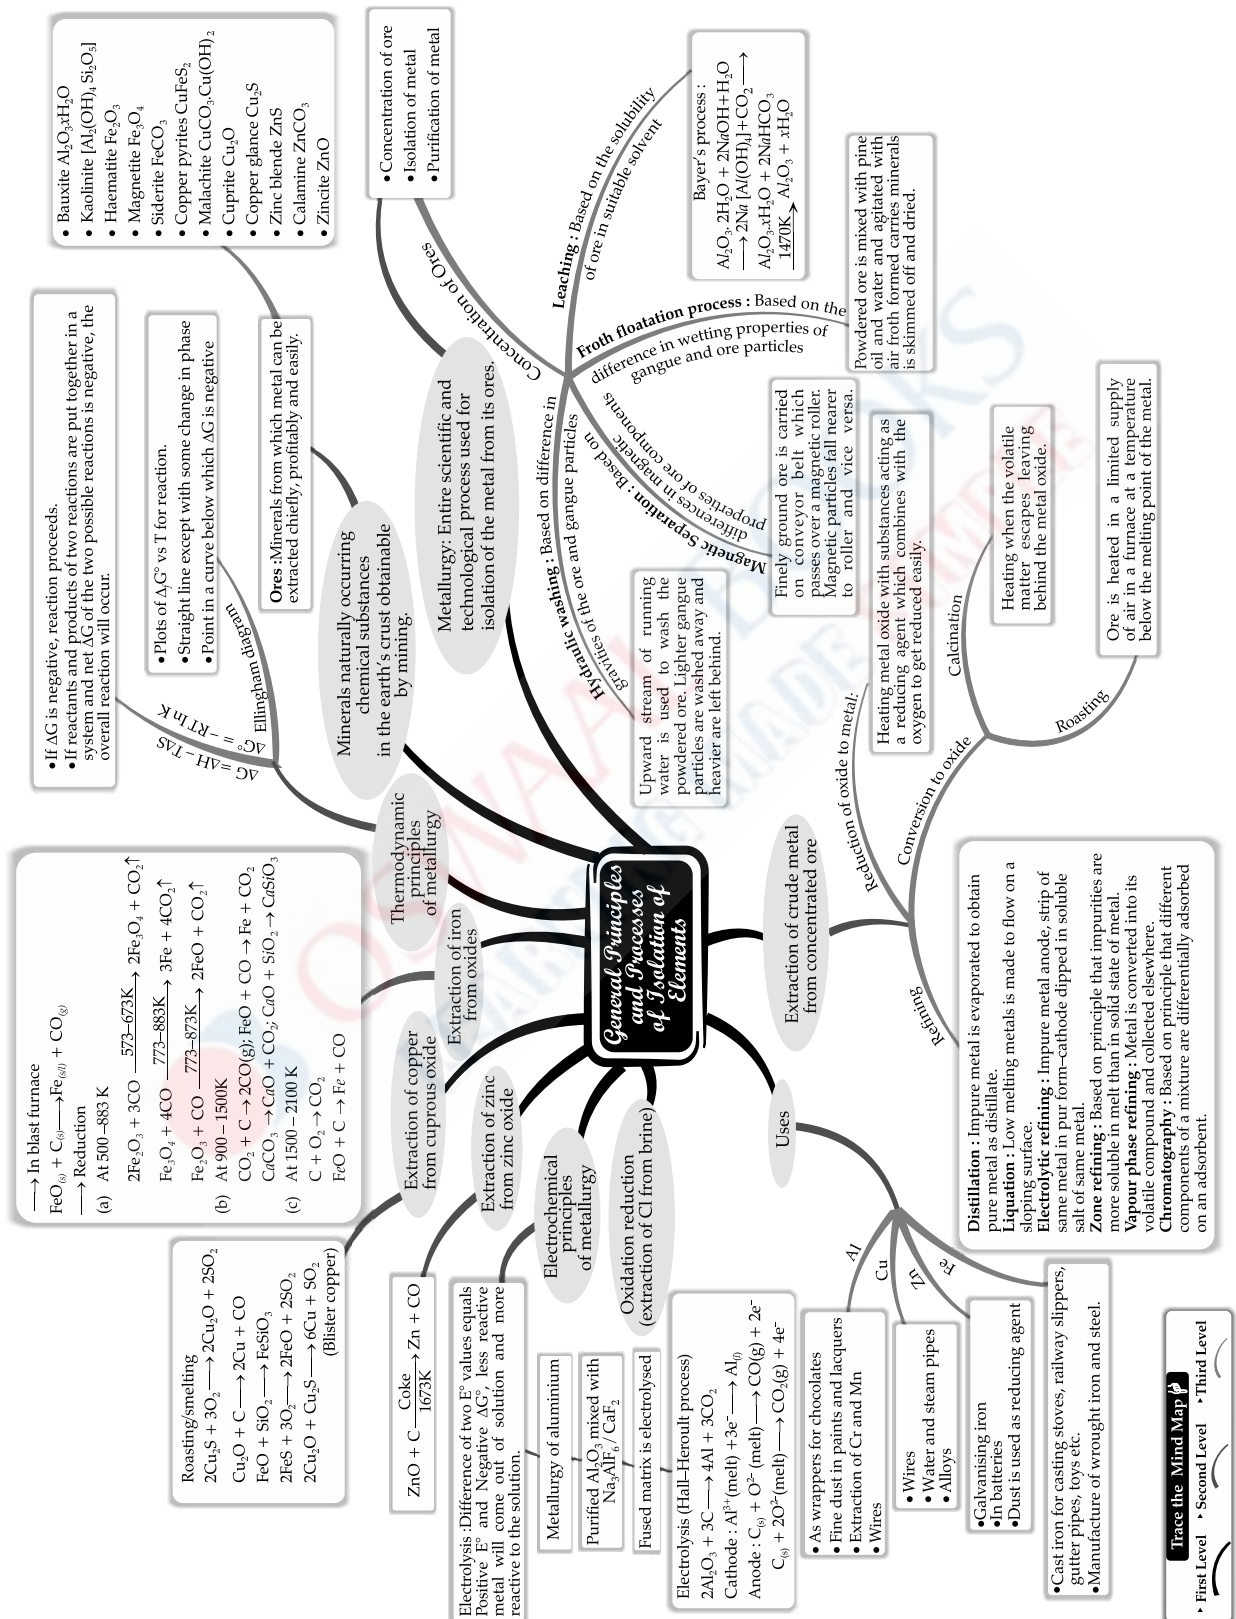 General Principles
and Processes
of Isolation of
Elements
Metallurgy: Entire scientific and
technological process used for
isolation of the metal from its ores.
• Concentration of ore
• Isolation of metal
• Purification of metal
Concentration of Ores
Leaching : Based on the solubility
of ore in suitable solvent
Bayer's process :
Al₂O₃. 2H₂O + 2NaOH+H₂O
⟶ 2Na [Al(OH)₄]+CO₂ ⟶
Al₂O₃.xH₂O + 2NaHCO₃
1470K⟶ Al₂O₃ + xH₂O
Froth floatation process : Based on the
difference in wetting properties of
gangue and ore particles
Powdered ore is mixed with pine
oil and water and agitated with
air froth formed carries minerals
is skimmed off and dried.
Magnetic Separation : Based on
differences in magnetic
properties of ore components
Finely ground ore is carried
on conveyor belt which
passes over a magnetic roller.
Magnetic particles fall nearer
to roller and vice versa.
Hydraulic washing : Based on difference in
gravities of the ore and gangue particles
Upward stream of running
water is used to wash the
powdered ore. Lighter gangue
particles are washed away and
heavier are left behind.
Minerals naturally occurring
chemical substances
in the earth's crust obtainable
by mining.
Ores :Minerals from which metal can be
extracted chiefly, profitably and easily.
• Bauxite Al₂O₃xH₂O
• Kaolinite [Al₂(OH)₄ Si₂O₅]
• Haematite Fe₂O₃
• Magnetite Fe₃O₄
• Siderite FeCO₃
• Copper pyrites CuFeS₂
• Malachite CuCO₃.Cu(OH)₂
• Cuprite Cu₂O
• Copper glance Cu₂S
• Zinc blende ZnS
• Calamine ZnCO₃
• Zincite ZnO
Thermodynamic
principles
of metallurgy
ΔG =ΔH – TΔS
ΔG° = –RT ln K
• If ΔG is negative, reaction proceeds.
• If reactants and products of two reactions are put together in a
system and net ΔG of the two possible reactions is negative, the
overall reaction will occur.
Ellingham diagram
• Plots of ΔfG° vs T for reaction.
• Straight line except with some change in phase
• Point in a curve below which ΔG is negative
Extraction of iron
from oxides
⟶ In blast furnace
FeO(s) + C(s)⟶Fe(s/l) + CO(g)
⟶ Reduction
(a) At 500–883 K
2Fe₂O₃ + 3CO 573–673K⟶ 2Fe₃O₄ + CO₂↑
Fe₃O₄ + 4CO 773–883K⟶ 3Fe + 4CO₂↑
Fe₂O₃ + CO 773–873K⟶ 2FeO + CO₂↑
(b) At 900–1500K
CO₂ + C → 2CO(g); FeO + CO → Fe + CO₂
CaCO₃ → CaO + CO₂; CaO + SiO₂ → CaSiO₃
(c) At 1500–2100 K
C + O₂ → CO₂
FeO + C → Fe + CO
Extraction of copper
from cuprous oxide
Roasting/smelting
2Cu₂S + 3O₂ ⟶ 2Cu₂O + 2SO₂
Cu₂O + C ⟶ 2Cu + CO
FeO + SiO₂ ⟶ FeSiO₃
2FeS + 3O₂ ⟶ 2FeO + 2SO₂
2Cu₂O + Cu₂S ⟶ 6Cu + SO₂
(Blister copper)
Extraction of zinc
from zinc oxide
ZnO + C Coke⟶ Zn + CO
1673K
Electrochemical
principles
of metallurgy
Electrolysis :Difference of two E° values equals
Positive E° and Negative ΔG°, less reactive
metal will come out of solution and more
reactive to the solution.
Metallurgy of aluminium
Purified Al₂O₃ mixed with
Na₃AlF₆ / CaF₂
Fused matrix is electrolysed
Electrolysis (Hall–Heroult process)
2Al₂O₃ + 3C ⟶ 4Al + 3CO₂
Cathode : Al³⁺(melt) +3e⁻ ⟶ Al(l)
Anode : C(s) + O²⁻ (melt) ⟶ CO(g) + 2e⁻
C(s) + 2O²⁻(melt) ⟶ CO₂(g) + 4e⁻
Oxidation reduction
(extraction of Cl from brine)
Uses
Al
Cu
Zn
Fe
• As wrappers for chocolates
• Fine dust in paints and lacquers
• Extraction of Cr and Mn
• Wires
• Wires
• Water and steam pipes
• Alloys
•Galvanising iron
•In batteries
•Dust is used as reducing agent
•Cast iron for casting stoves, railway slippers,
gutter pipes, toys etc.
•Manufacture of wrought iron and steel.
Extraction of crude metal
from concentrated ore
Reduction of oxide to metal:
Heating metal oxide with substances acting as
a reducing agent which combines with the
oxygen to get reduced easily.
Conversion to oxide
Calcination
Heating when the volatile
matter escapes leaving
behind the metal oxide.
Roasting
Ore is heated in a limited supply
of air in a furnace at a temperature
below the melting point of the metal.
Refining
Distillation : Impure metal is evaporated to obtain
pure metal as distillate.
Liquation : Low melting metals is made to flow on a
sloping surface.
Electrolytic refining : Impure metal anode, strip of
same metal in pur form–cathode dipped in soluble
salt of same metal.
Zone refining : Based on principle that impurities are
more soluble in melt than in solid state of metal.
Vapour phase refining : Metal is converted into its
volatile compound and collected elsewhere.
Chromatography : Based on principle that different
components of a mixture are differentially adsorbed
on an adsorbent.
Trace the Mind Map
‣ First Level ‣ Second Level ‣ Third Level
OSWAAL BOOKS
LEARNING MADE SIMPLE